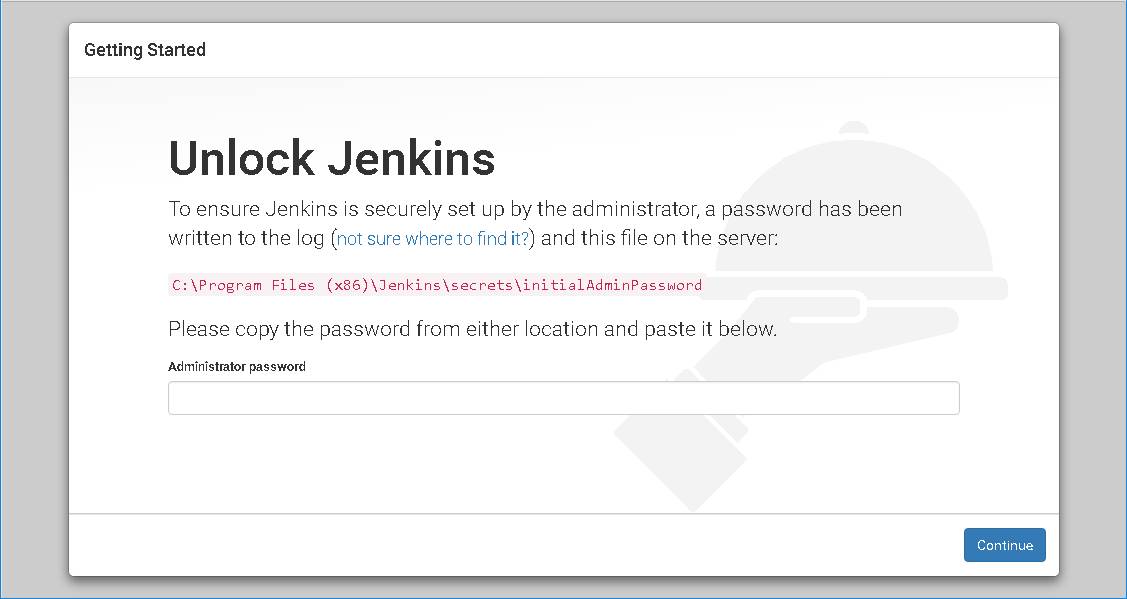 Getting Started
Unlock Jenkins
To ensure Jenkins is securely set up by the administrator, a password has been
written to the log (not sure where to find it?) and this file on the server:
C:\Program Files (x86)\Jenkins\secrets\initialAdminPassword
Please copy the password from either location and paste it below.
Administrator password
Continue